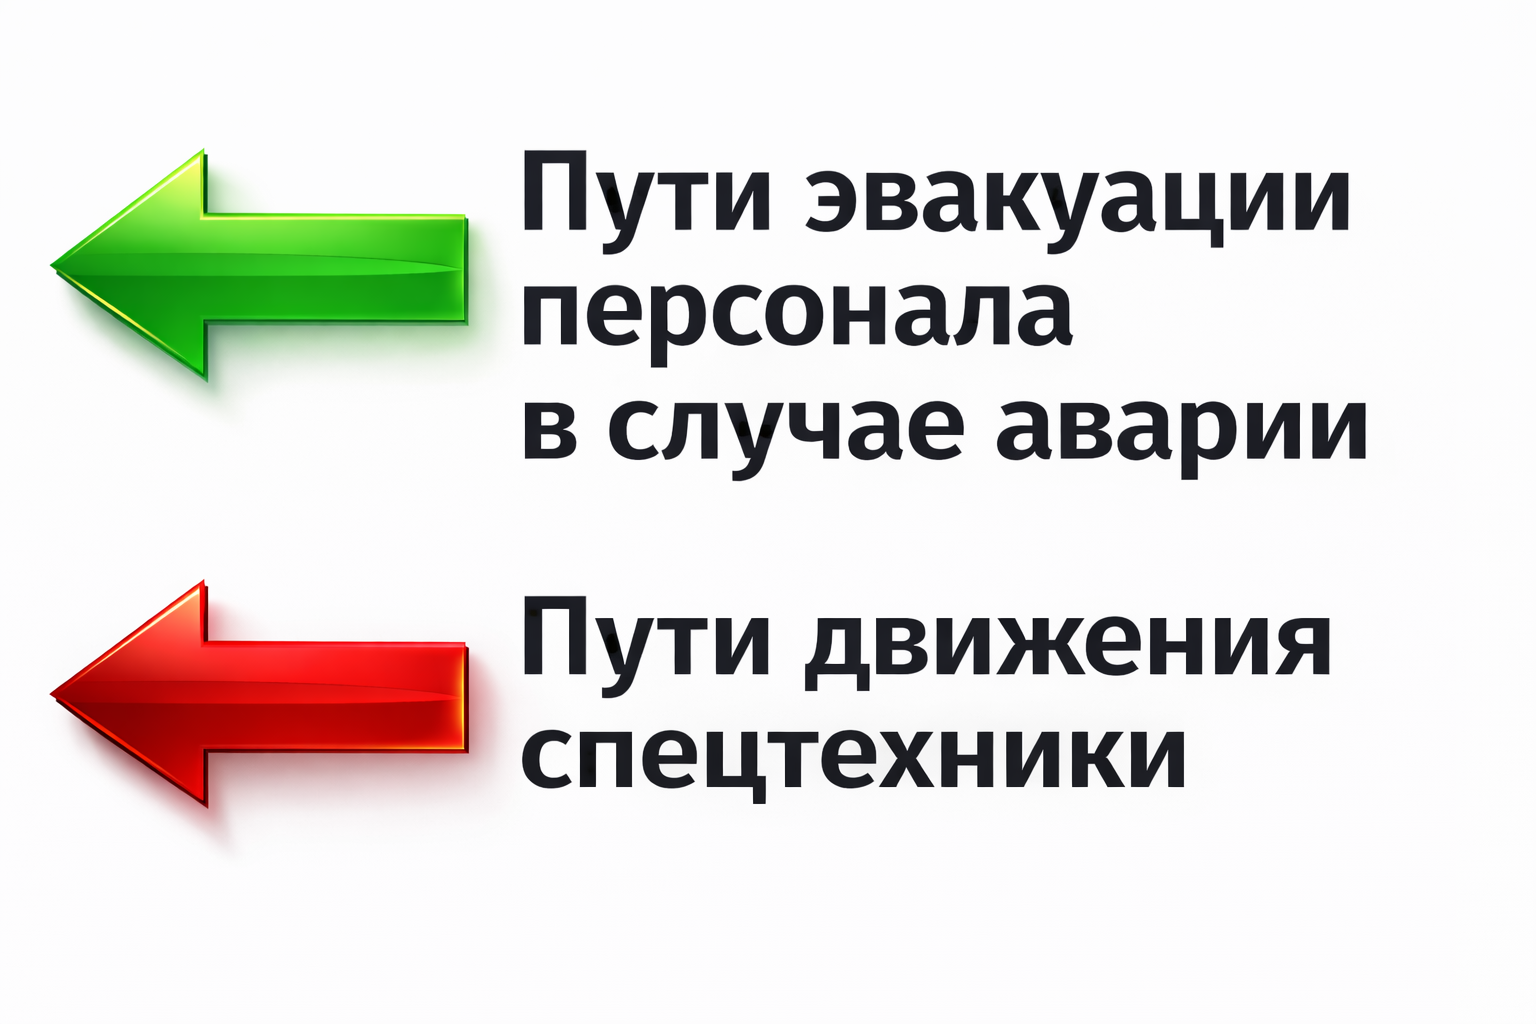 Пути эвакуации
персонала
в случае аварии
Пути движения
спецтехники